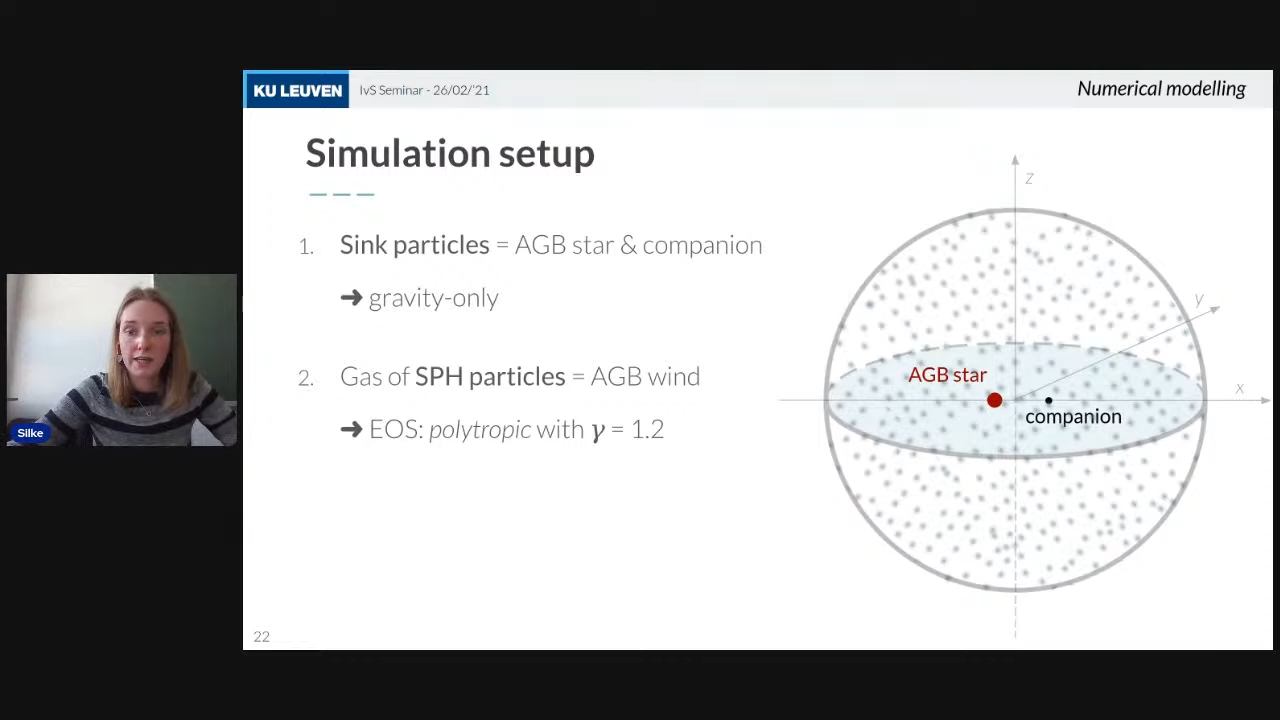 KU LEUVEN
IvS Seminar - 26/02/'21
Numerical modelling
Simulation setup
1. Sink particles = AGB star & companion
➜ gravity-only
2. Gas of SPH particles = AGB wind
➜ EOS: polytropic with γ = 1.2
z
y
x
AGB star
companion
Silke
22